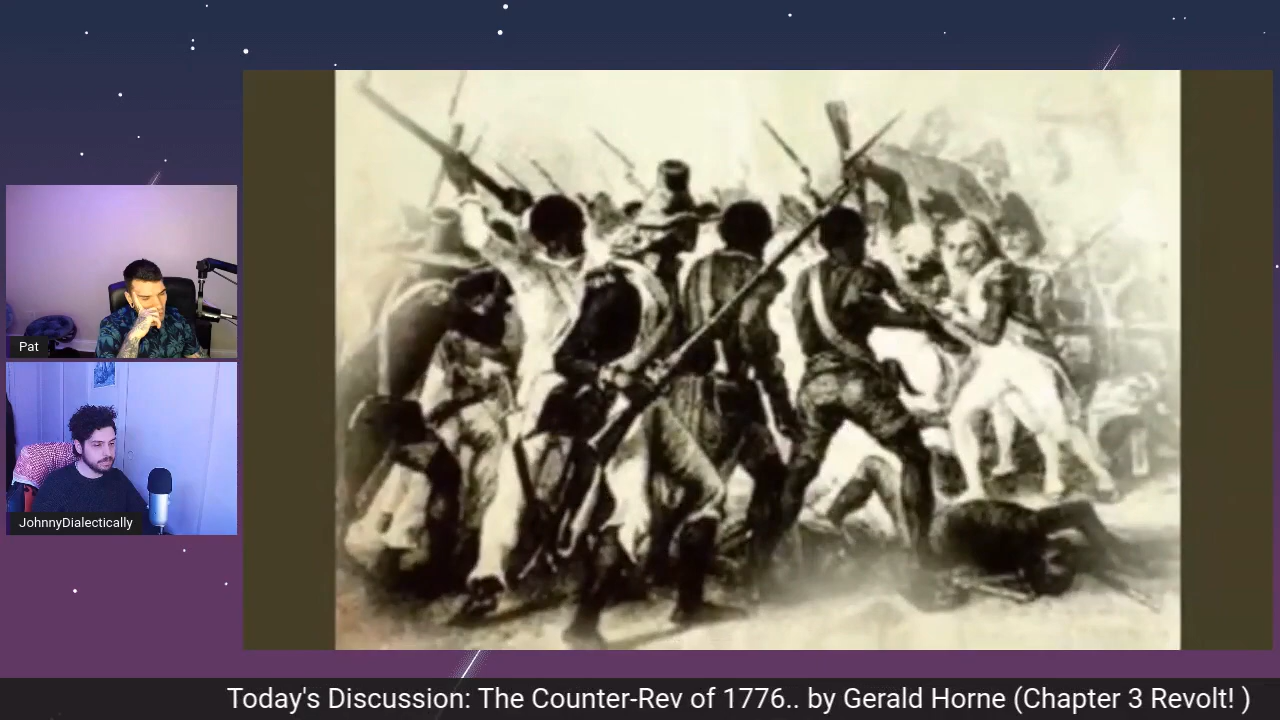 Pat
JohnnyDialectically
Today's Discussion: The Counter-Rev of 1776.. by Gerald Horne (Chapter 3 Revolt! )